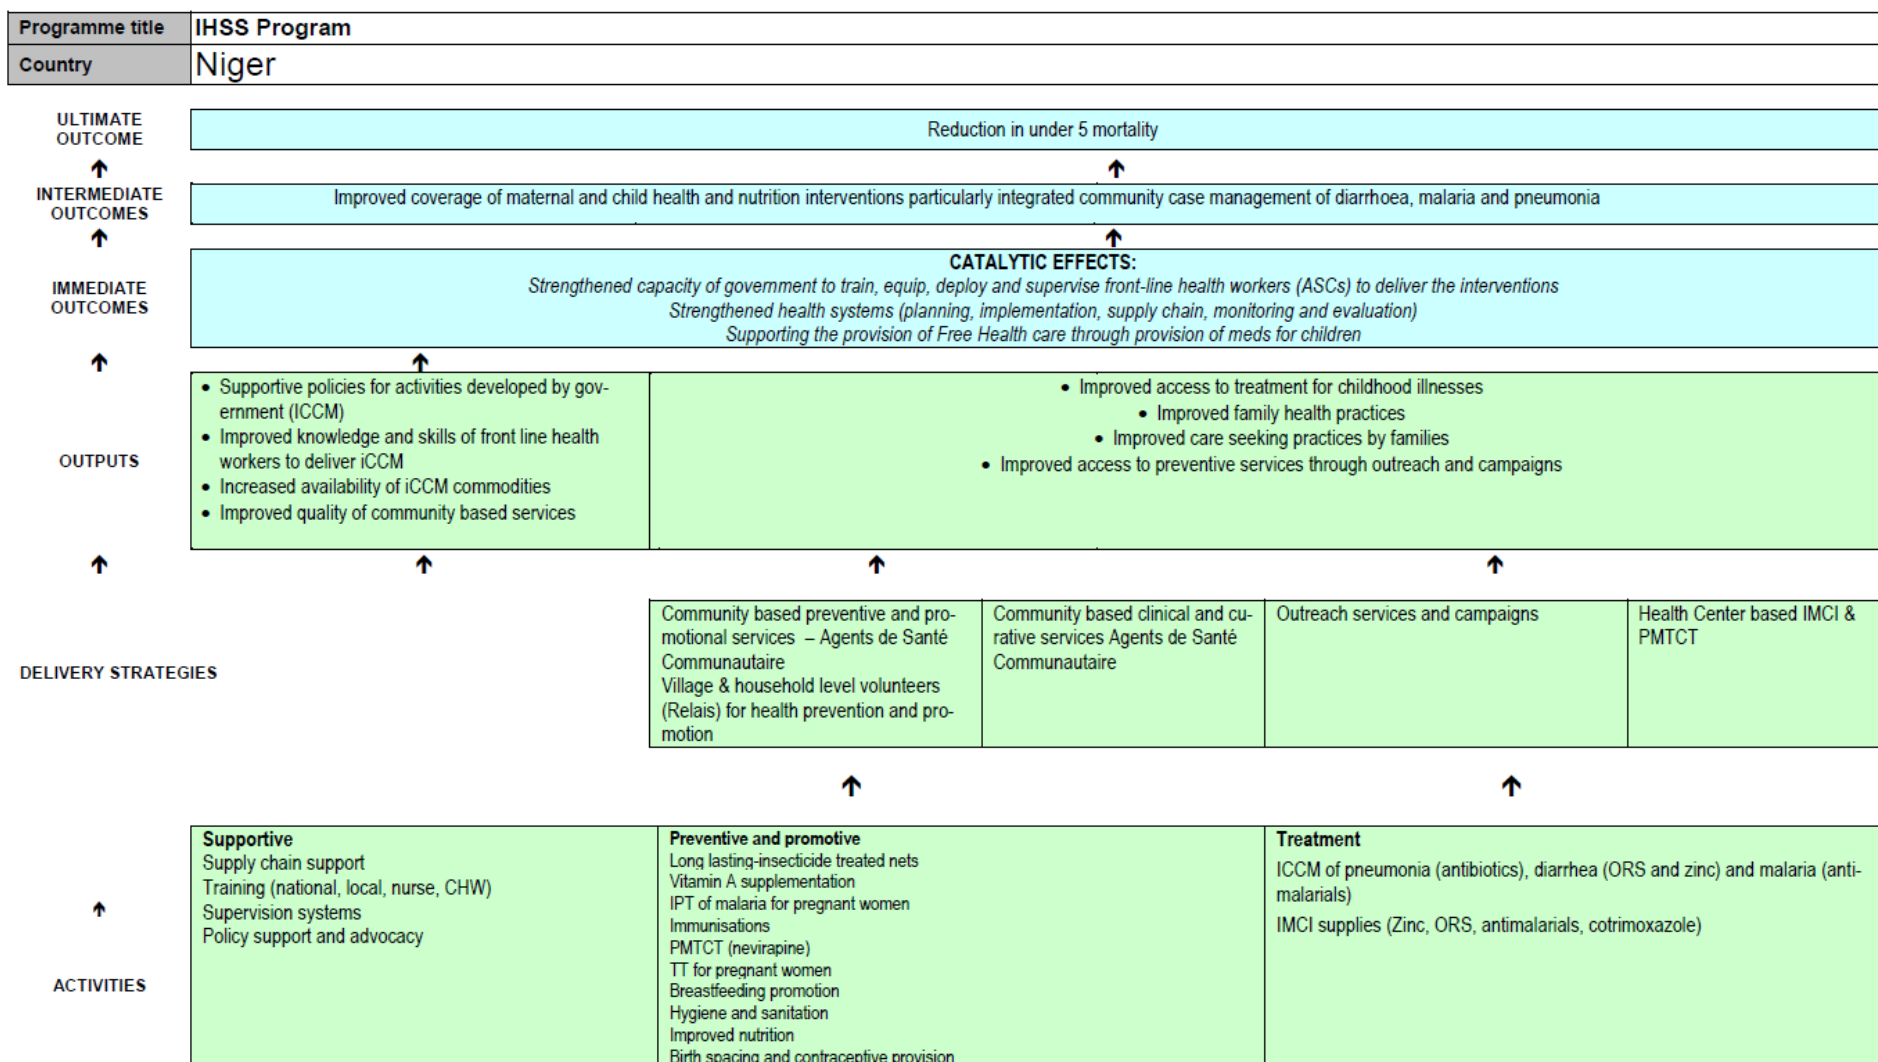 Programme title IHSS Program
Country Niger
ULTIMATE
OUTCOME
Reduction in under 5 mortality
INTERMEDIATE
OUTCOMES
Improved coverage of maternal and child health and nutrition interventions particularly integrated community case management of diarrhoea, malaria and pneumonia
IMMEDIATE
OUTCOMES
CATALYTIC EFFECTS:
Strengthened capacity of government to train, equip, deploy and supervise front-line health workers (ASCs) to deliver the interventions
Strengthened health systems (planning, implementation, supply chain, monitoring and evaluation)
Supporting the provision of Free Health care through provision of meds for children
OUTPUTS
• Supportive policies for activities developed by gov-
ernment (ICCM)
• Improved knowledge and skills of front line health
workers to deliver iCCM
• Increased availability of iCCM commodities
• Improved quality of community based services
• Improved access to treatment for childhood illnesses
• Improved family health practices
• Improved care seeking practices by families
• Improved access to preventive services through outreach and campaigns
DELIVERY STRATEGIES
Community based preventive and pro-
motional services – Agents de Santé
Communautaire
Village & household level volunteers
(Relais) for health prevention and pro-
motion
Community based clinical and cu-
rative services Agents de Santé
Communautaire
Outreach services and campaigns
Health Center based IMCI &
PMTCT
ACTIVITIES
Supportive
Supply chain support
Training (national, local, nurse, CHW)
Supervision systems
Policy support and advocacy
Preventive and promotive
Long lasting-insecticide treated nets
Vitamin A supplementation
IPT of malaria for pregnant women
Immunisations
PMTCT (nevirapine)
TT for pregnant women
Breastfeeding promotion
Hygiene and sanitation
Improved nutrition
Birth spacing and contraceptive provision
Treatment
ICCM of pneumonia (antibiotics), diarrhea (ORS and zinc) and malaria (anti-
malarials)
IMCI supplies (Zinc, ORS, antimalarials, cotrimoxazole)